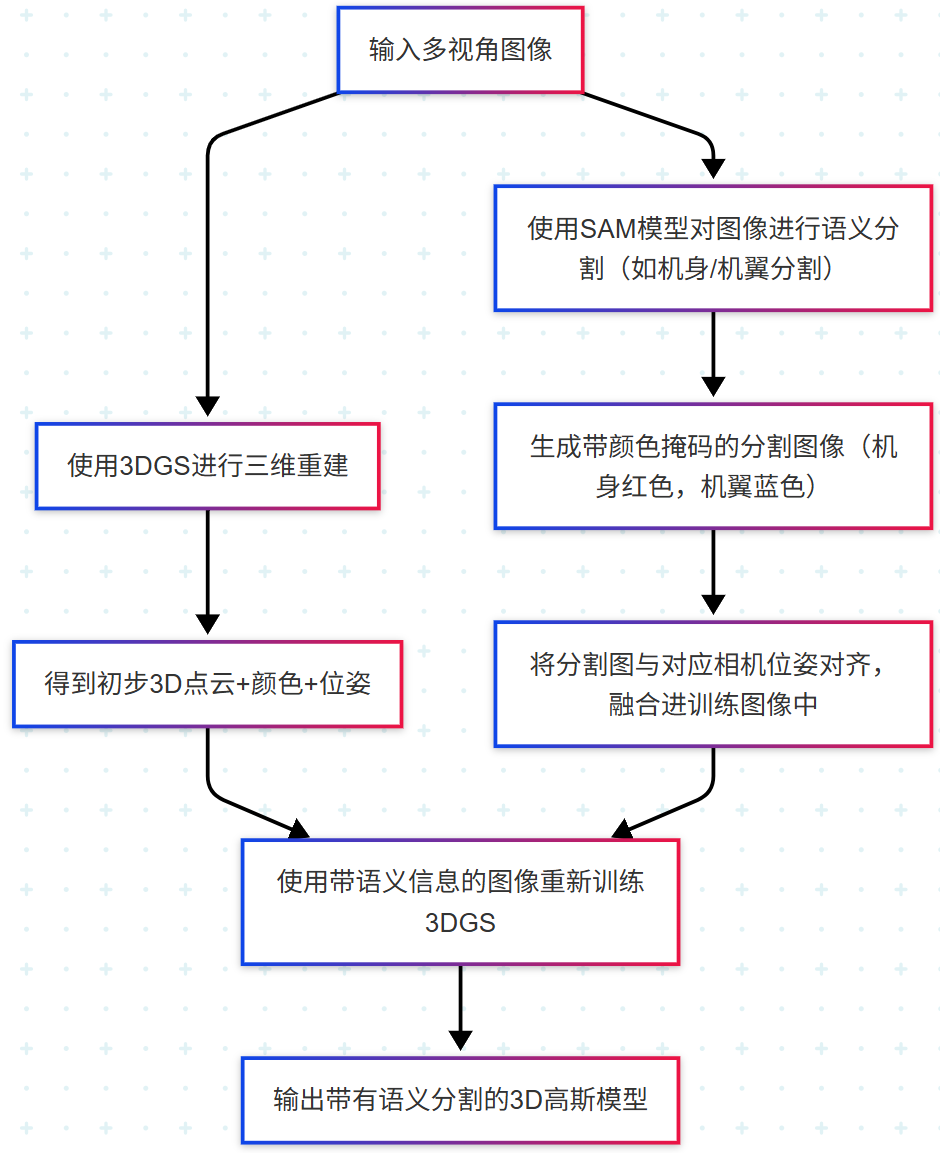 输入多视角图像
使用SAM模型对图像进行语义分
割（如机身/机翼分割）
生成带颜色掩码的分割图像（机
身红色，机翼蓝色）
使用3DGS进行三维重建
将分割图与对应相机位姿对齐，
融合进训练图像中
得到初步3D点云+颜色+位姿
使用带语义信息的图像重新训练
3DGS
输出带有语义分割的3D高斯模型